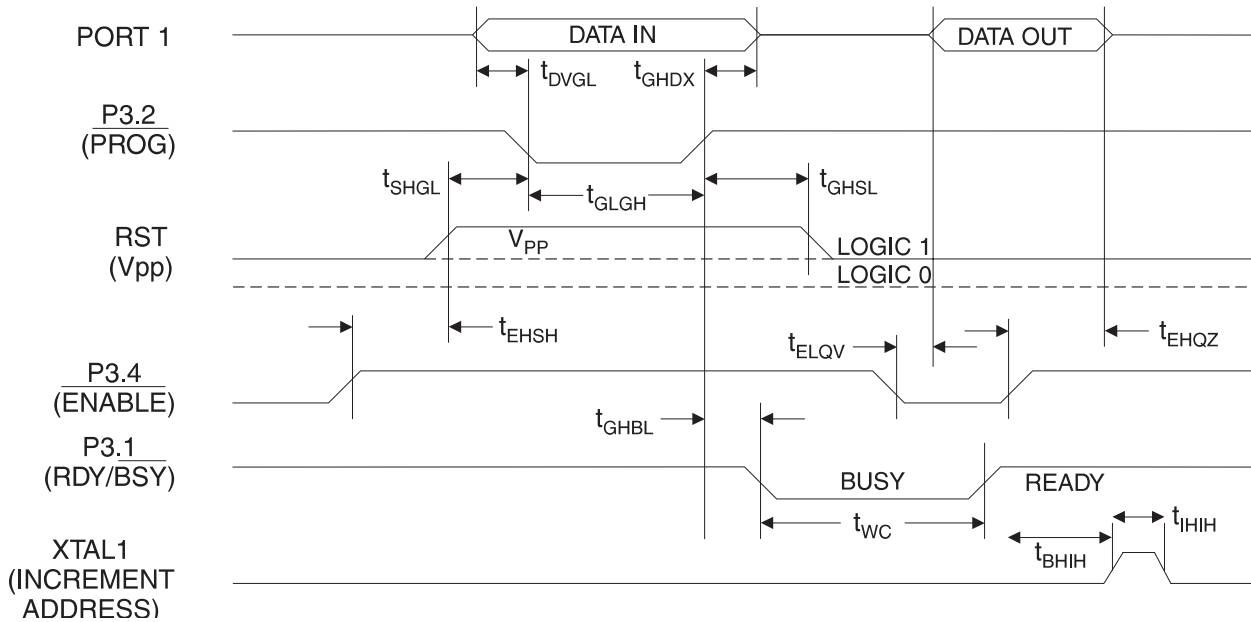 PORT 1
DATA IN
DATA OUT
tDVGL
tGHDX
P3.2
(PROG)
tSHGL
tGLGH
tGHSL
RST
(Vpp)
VPP
LOGIC 1
LOGIC 0
tEHSH
tELQV
tEHQZ
P3.4
(ENABLE)
tGHBL
P3.1
(RDY/BSY)
BUSY
READY
tWC
tIHIH
tBHIH
XTAL1
(INCREMENT
ADDRESS)